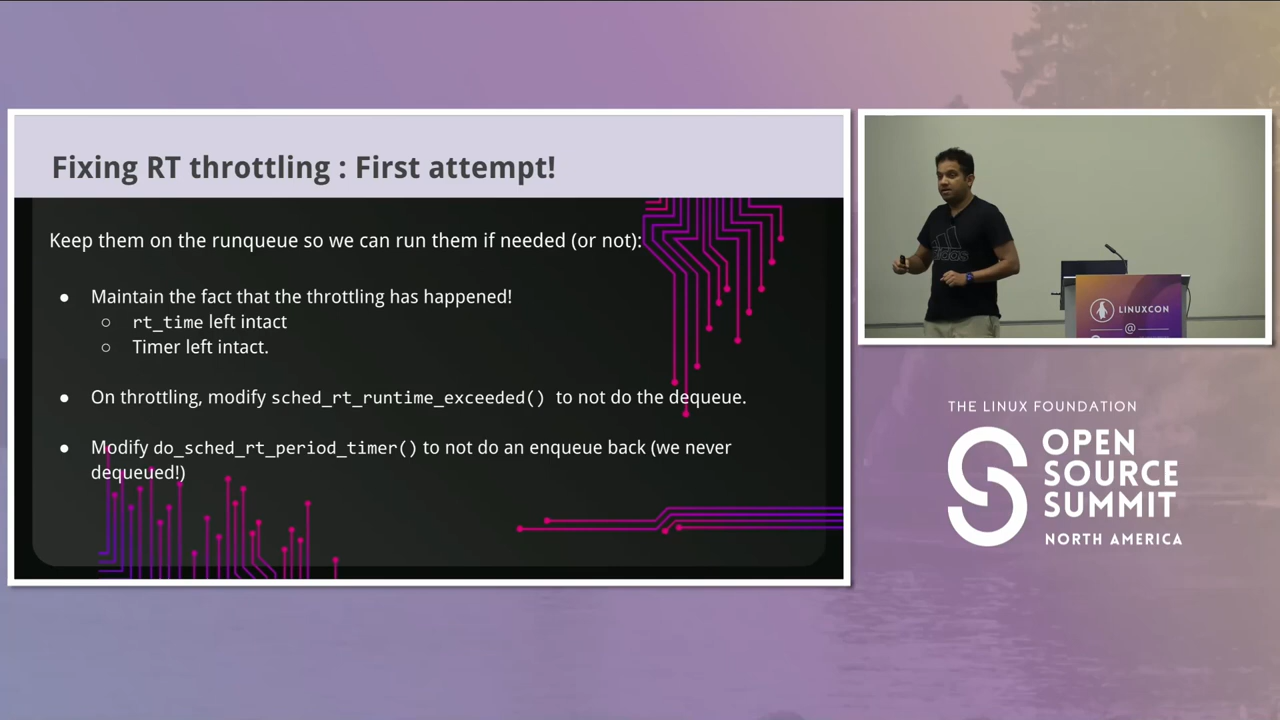 Fixing RT throttling : First attempt!
Keep them on the runqueue so we can run them if needed (or not):
● Maintain the fact that the throttling has happened!
○ rt_time left intact
○ Timer left intact.
● On throttling, modify sched_rt_runtime_exceeded() to not do the dequeue.
● Modify do_sched_rt_period_timer() to not do an enqueue back (we never
dequeued!)
adidas
LINUXCON
@
THE LINUX FOUNDATION
OPEN
SOURCE
SUMMIT
NORTH AMERICA